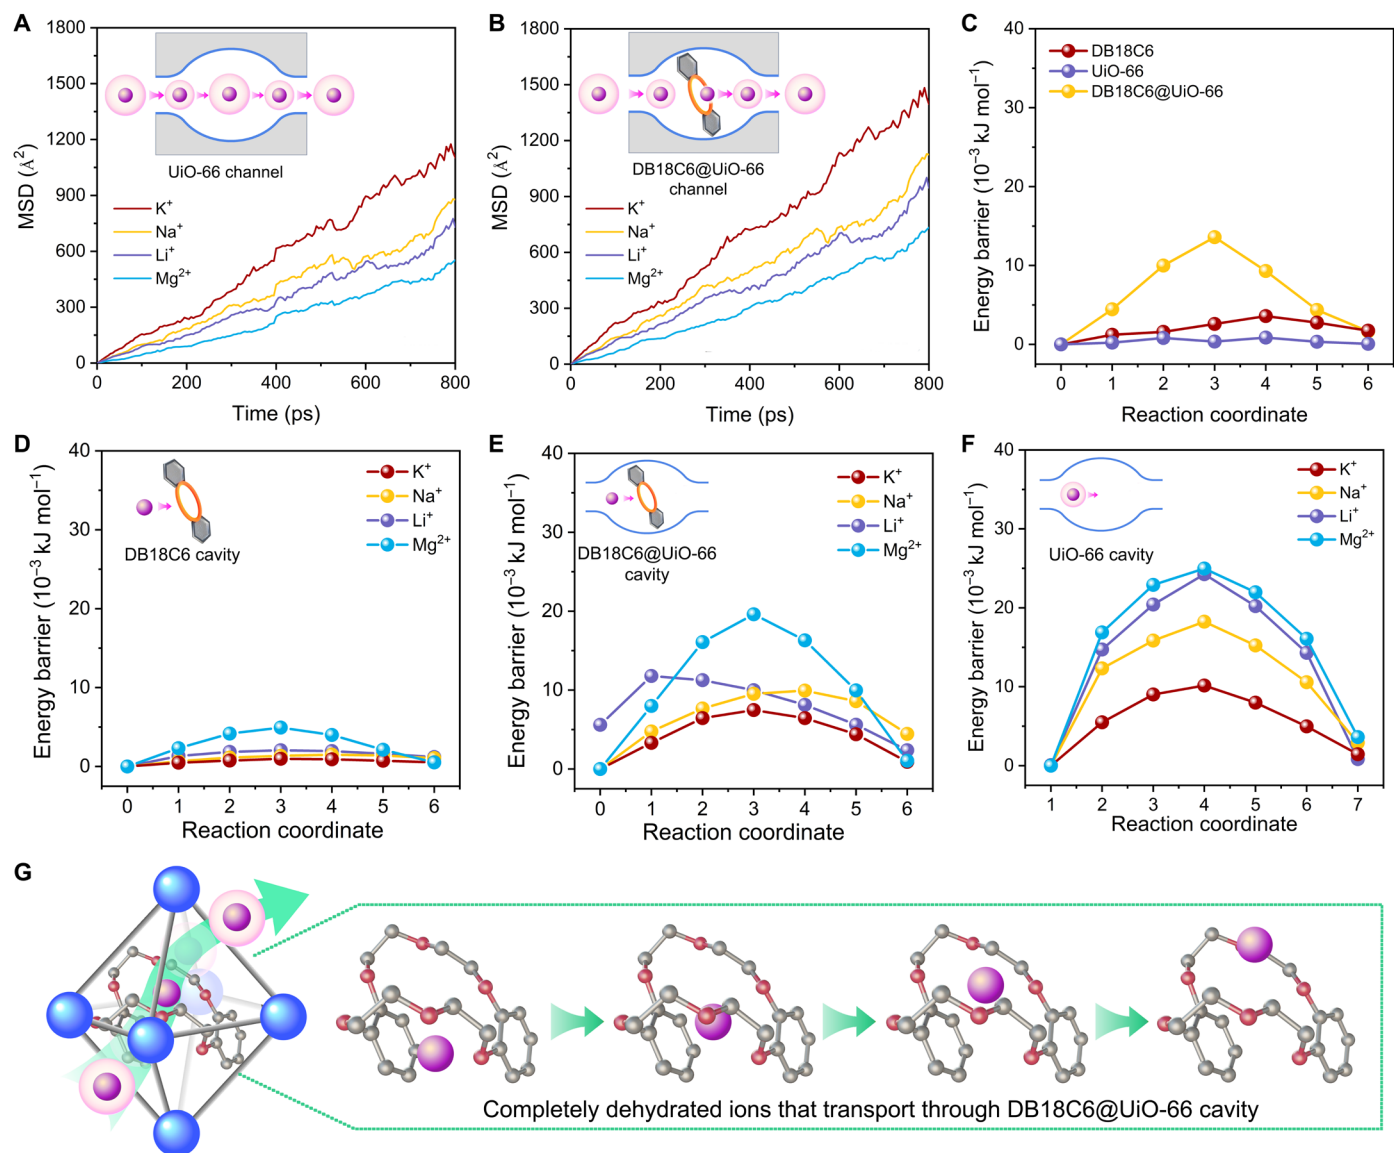 A
1800
1500
1200
900
600
300
0
MSD (Å²)
UiO-66 channel
K⁺
Na⁺
Li⁺
Mg²⁺
0 200 400 600 800
Time (ps)
B
1800
1500
1200
900
600
300
0
MSD (Å²)
DB18C6@UiO-66
channel
K⁺
Na⁺
Li⁺
Mg²⁺
0 200 400 600 800
Time (ps)
C
40
30
20
10
0
Energy barrier (10⁻³ kJ mol⁻¹)
DB18C6
UiO-66
DB18C6@UiO-66
0 1 2 3 4 5 6
Reaction coordinate
D
40
30
20
10
0
Energy barrier (10⁻³ kJ mol⁻¹)
DB18C6 cavity
K⁺
Na⁺
Li⁺
Mg²⁺
0 1 2 3 4 5 6
Reaction coordinate
E
40
30
20
10
0
Energy barrier (10⁻³ kJ mol⁻¹)
DB18C6@UiO-66
cavity
K⁺
Na⁺
Li⁺
Mg²⁺
0 1 2 3 4 5 6
Reaction coordinate
F
40
30
20
10
0
Energy barrier (10⁻³ kJ mol⁻¹)
UiO-66 cavity
K⁺
Na⁺
Li⁺
Mg²⁺
1 2 3 4 5 6 7
Reaction coordinate
G
Completely dehydrated ions that transport through DB18C6@UiO-66 cavity